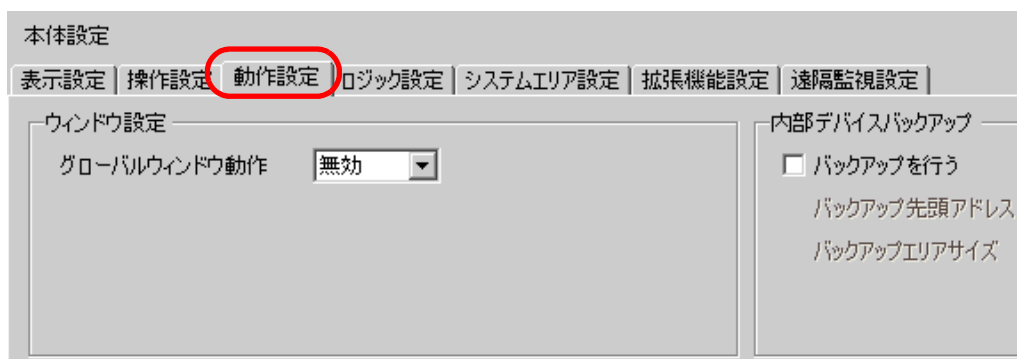 本体設定
表示設定 操作設定 動作設定 ロジック設定 システムエリア設定 拡張機能設定 遠隔監視設定
ウィンドウ設定
グローバルウィンドウ動作 無効
内部デバイスバックアップ
バックアップを行う
バックアップ先頭アドレス
バックアップエリアサイズ